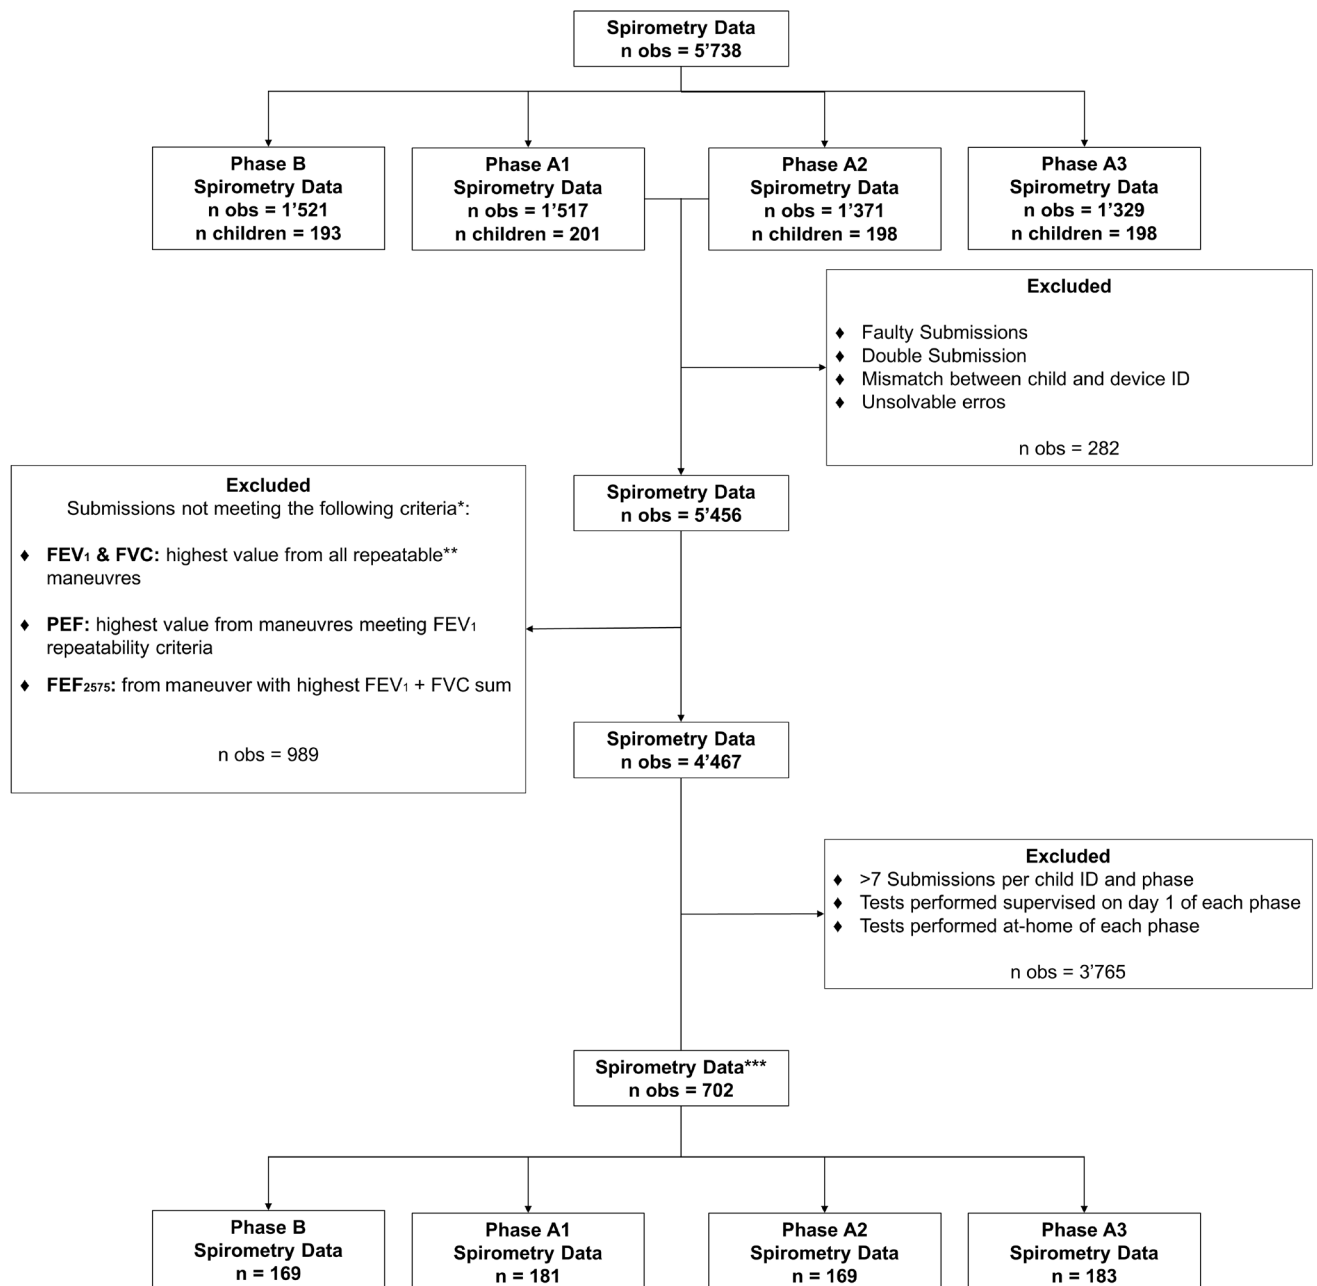 Spirometry Data
n obs = 5’738
Phase B
Spirometry Data
n obs = 1’521
n children = 193
Phase A1
Spirometry Data
n obs = 1’517
n children = 201
Phase A2
Spirometry Data
n obs = 1’371
n children = 198
Phase A3
Spirometry Data
n obs = 1’329
n children = 198
Excluded
♦ Faulty Submissions
♦ Double Submission
♦ Mismatch between child and device ID
♦ Unsolvable erros
n obs = 282
Spirometry Data
n obs = 5’456
Excluded
Submissions not meeting the following criteria*:
♦ FEV₁ & FVC: highest value from all repeatable**
maneuvres
♦ PEF: highest value from maneuvres meeting FEV₁
repeatability criteria
♦ FEF₂₅₇₅: from maneuver with highest FEV₁ + FVC sum
n obs = 989
Spirometry Data
n obs = 4’467
Excluded
♦ >7 Submissions per child ID and phase
♦ Tests performed supervised on day 1 of each phase
♦ Tests performed at-home of each phase
n obs = 3’765
Spirometry Data***
n obs = 702
Phase B
Spirometry Data
n = 169
Phase A1
Spirometry Data
n = 181
Phase A2
Spirometry Data
n = 169
Phase A3
Spirometry Data
n = 183